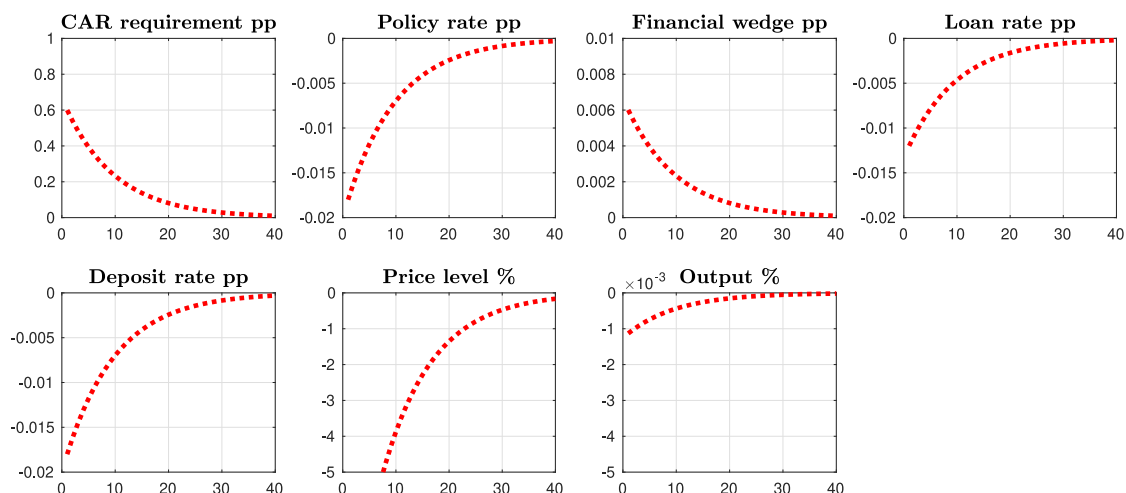 CAR requirement pp
1
0.8
0.6
0.4
0.2
0
0 10 20 30 40
Policy rate pp
0
-0.005
-0.01
-0.015
-0.02
0 10 20 30 40
Financial wedge pp
0.01
0.008
0.006
0.004
0.002
0
0 10 20 30 40
Loan rate pp
0
-0.005
-0.01
-0.015
-0.02
0 10 20 30 40
Deposit rate pp
0
-0.005
-0.01
-0.015
-0.02
0 10 20 30 40
Price level %
0
-1
-2
-3
-4
-5
0 10 20 30 40
Output %
×10⁻³
0
-1
-2
-3
-4
-5
0 10 20 30 40